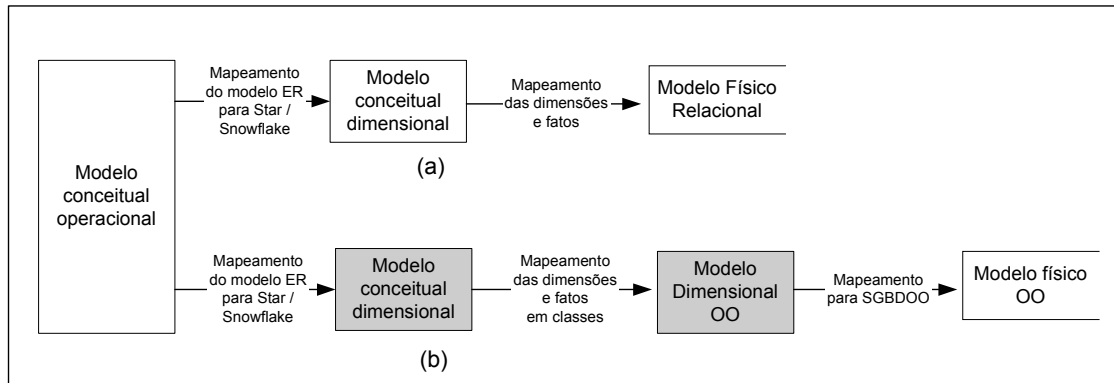 Modelo
conceitual
operacional
Mapeamento
do modelo ER
para Star /
Snowflake
Modelo
conceitual
dimensional
Mapeamento
das dimensões
e fatos
Modelo Físico
Relacional
(a)
Mapeamento
do modelo ER
para Star /
Snowflake
Modelo
conceitual
dimensional
Mapeamento
das dimensões
e fatos
em classes
Modelo
Dimensional
OO
Mapeamento
para SGBDOO
Modelo físico
OO
(b)